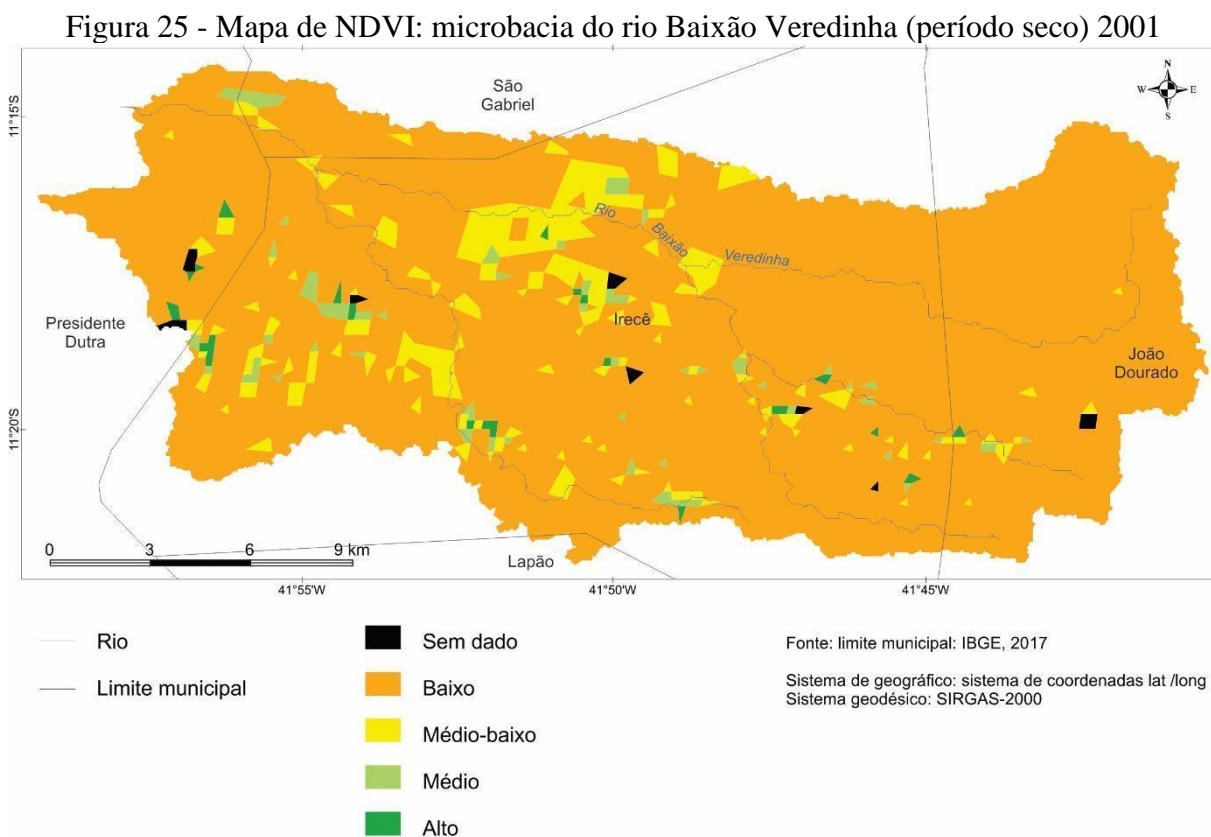 Figura 25 - Mapa de NDVI: microbacia do rio Baixão Veredinha (período seco) 2001
São
Gabriel
N
W
E
S
11°15'S
Rio
Baixão
Veredinha
Presidente
Dutra
Irecê
João
Dourado
11°20'S
0 3 6 9 km
Lapão
41°55'W 41°50'W 41°45'W
Rio
Limite municipal
Sem dado
Baixo
Médio-baixo
Médio
Alto
Fonte: limite municipal: IBGE, 2017
Sistema de geográfico: sistema de coordenadas lat /long
Sistema geodésico: SIRGAS-2000